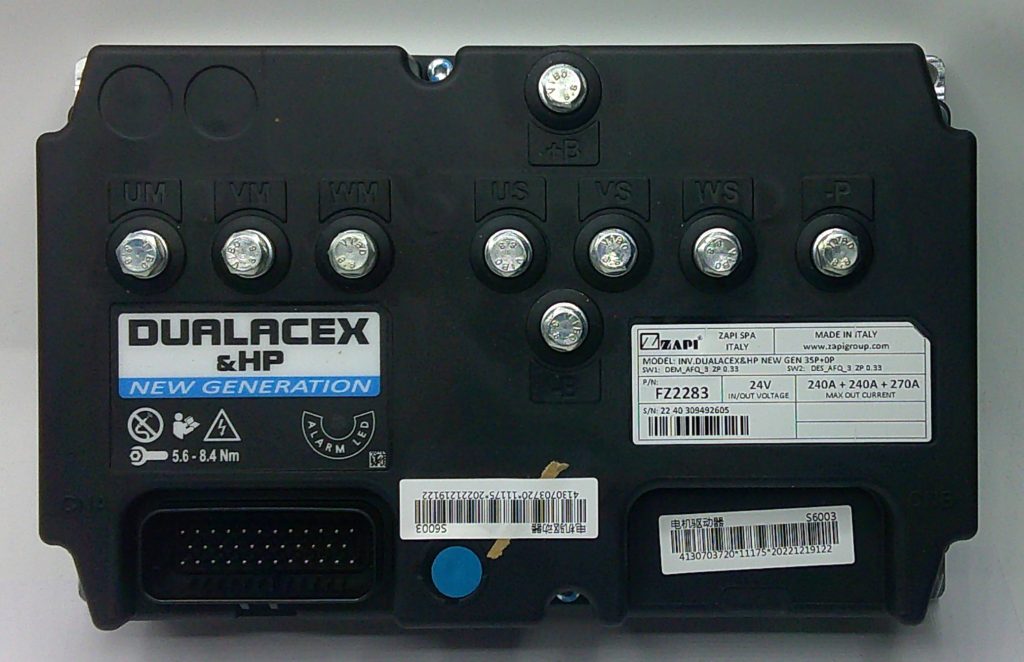 +B
UM
VM
WM
US
VS
WS
-P
-B
DUALACEX
&HP
NEW GENERATION
5.6 - 8.4 Nm
ALARM LED
ZAPI®
ZAPI SPA
ITALY
MADE IN ITALY
www.zapigroup.com
MODEL: INV.DUALACEX&HP NEW GEN 35P+0P
SW1: DEM_AFQ_3 ZP 0.33
SW2: DES_AFQ_3 ZP 0.33
P/N:
FZ2283
24V
IN/OUT VOLTAGE
240A + 240A + 270A
MAX OUT CURRENT
S/N: 22 40 309492605
电机驱动器
S6003
4130703720*1117S*20221219122
电机驱动器
S6003
4130703720*1117S*20221219122